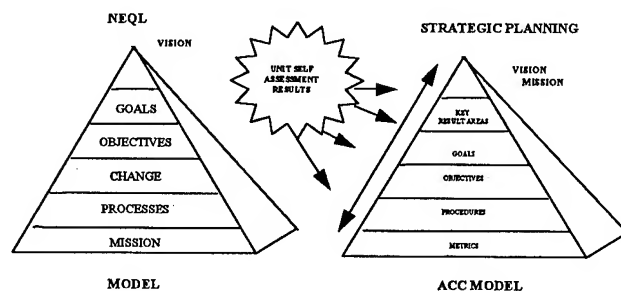 NEQL
VISION
GOALS
OBJECTIVES
CHANGE
PROCESSES
MISSION
MODEL
UNIT SELF
ASSESSMENT
RESULTS
STRATEGIC PLANNING
VISION
MISSION
KEY
RESULT AREAS
GOALS
OBJECTIVES
PROCEDURES
METRICS
ACC MODEL